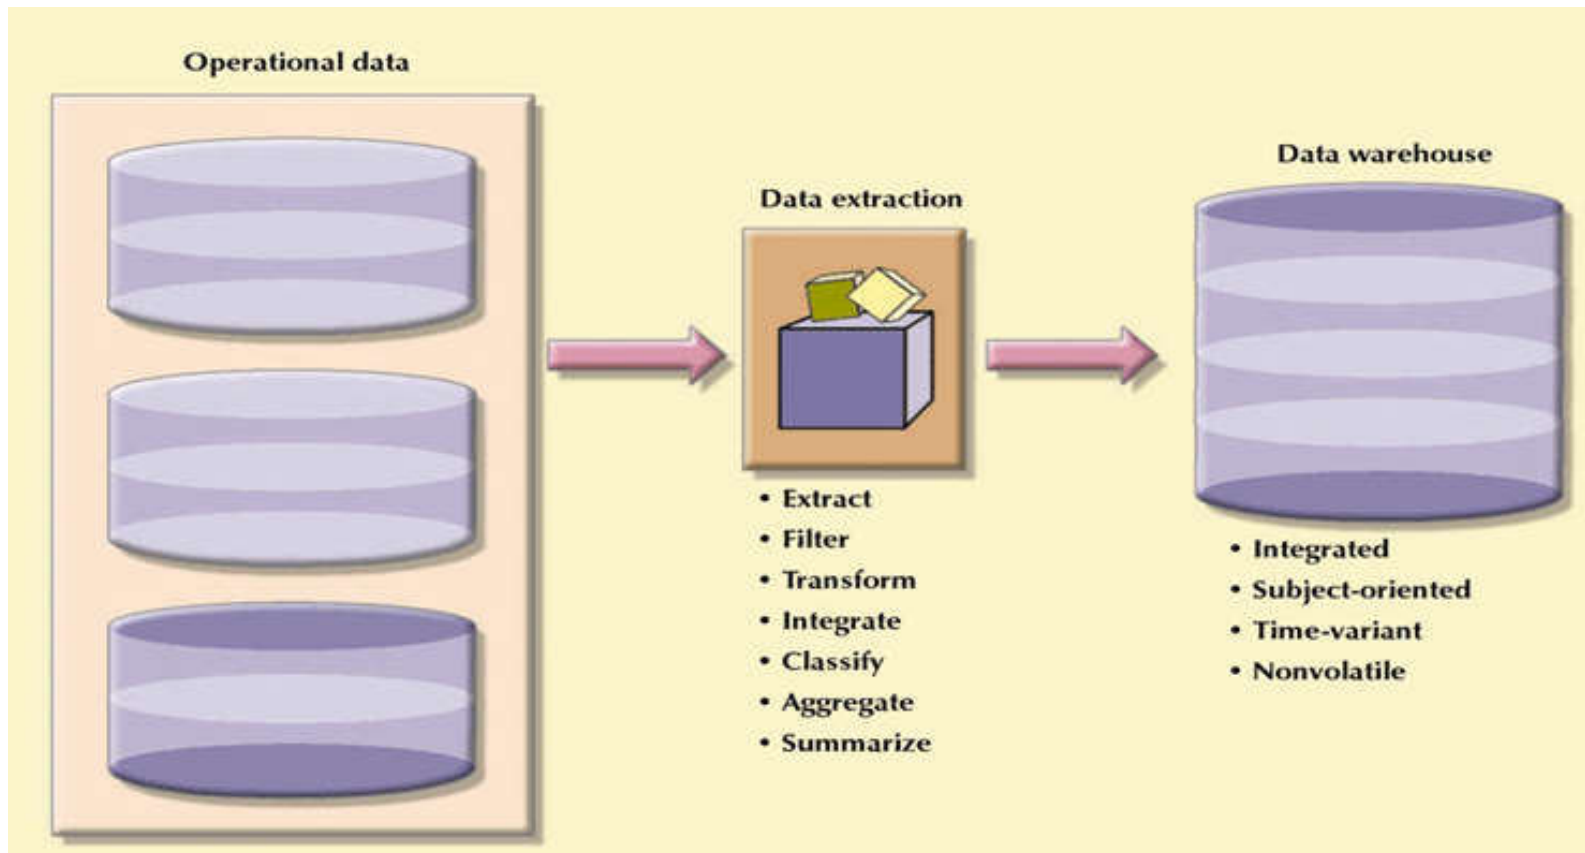 Operational data
Data extraction
• Extract
• Filter
• Transform
• Integrate
• Classify
• Aggregate
• Summarize
Data warehouse
• Integrated
• Subject-oriented
• Time-variant
• Nonvolatile